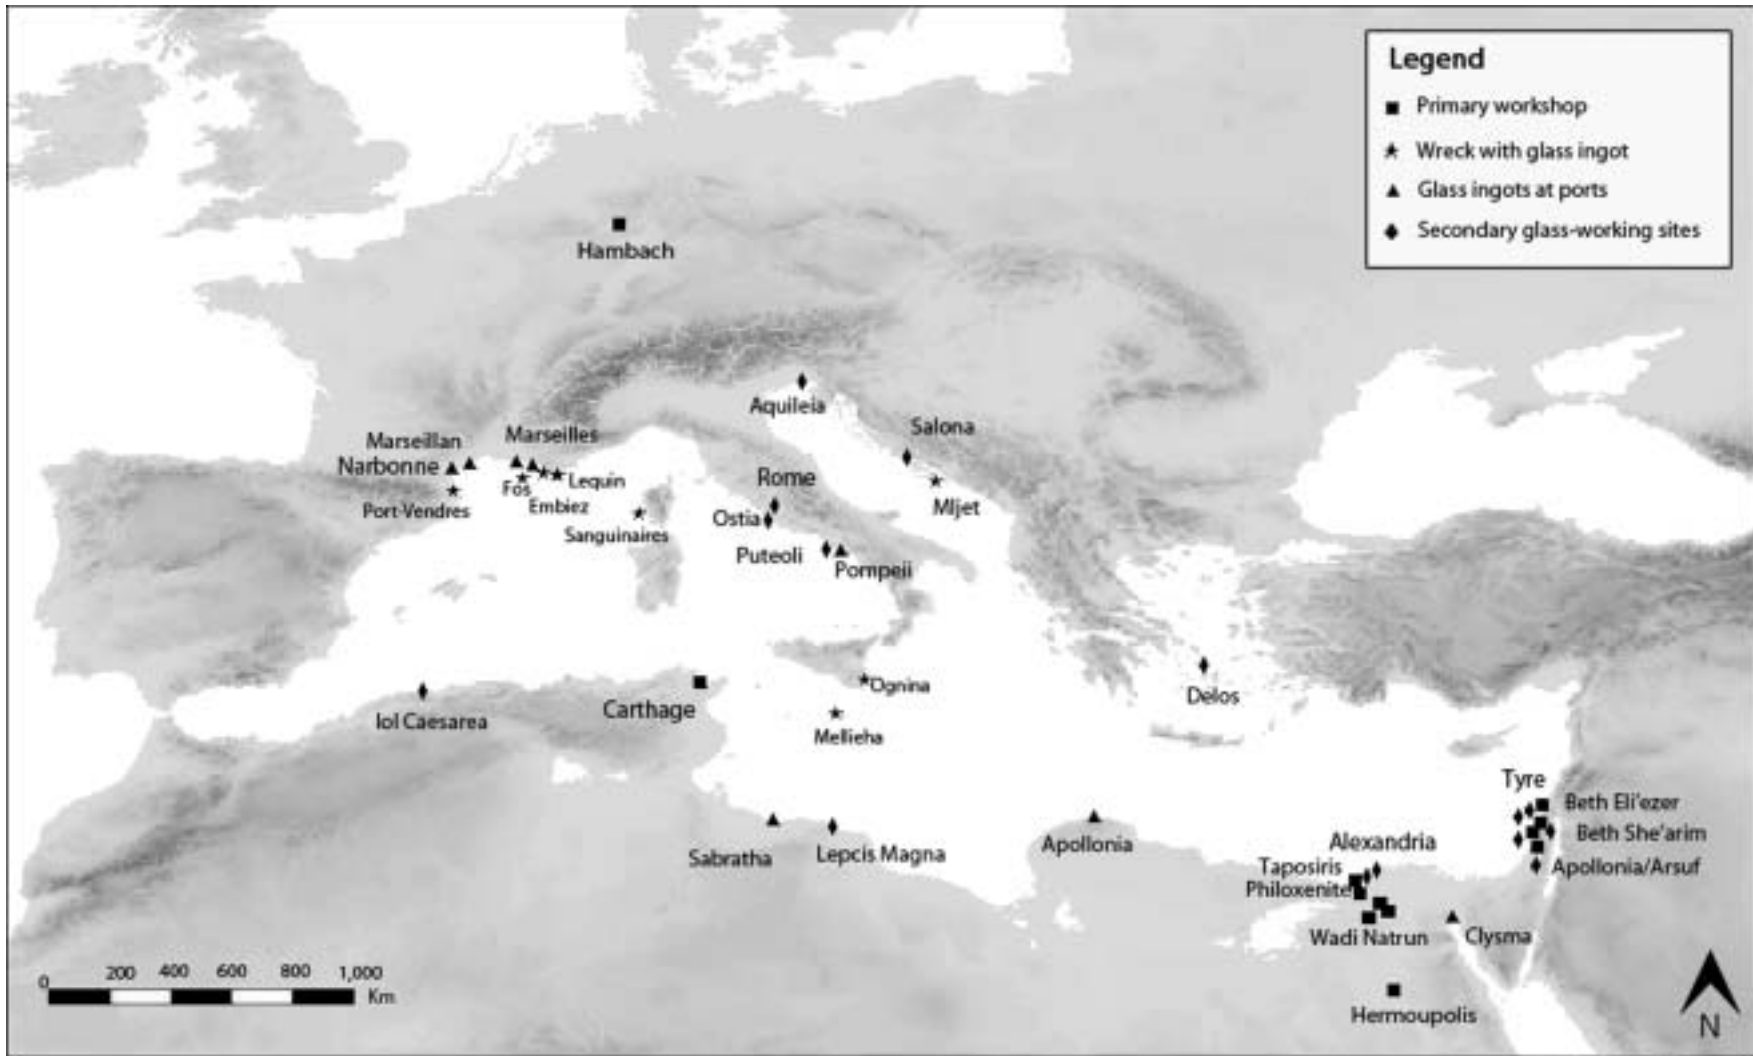 Legend
Primary workshop
Wreck with glass ingot
Glass ingots at ports
Secondary glass-working sites
Hambach
Aquileia
Marseillan
Marseilles
Salona
Narbonne
Rome
Lequin
Fos
Port-Vendres
Embiez
Mljet
Ostia
Sanguinaires
Puteoli
Pompeii
Ognina
Delos
Carthage
Iol Caesarea
Mellieha
Tyre
Beth Eli'ezer
Beth She'arim
Alexandria
Apollonia
Sabratha
Lepcis Magna
Taposiris
Apollonia/Arsuf
Philoxenite
Wadi Natrun
Clysma
Hermoupolis
0 200 400 600 800 1,000
Km
N